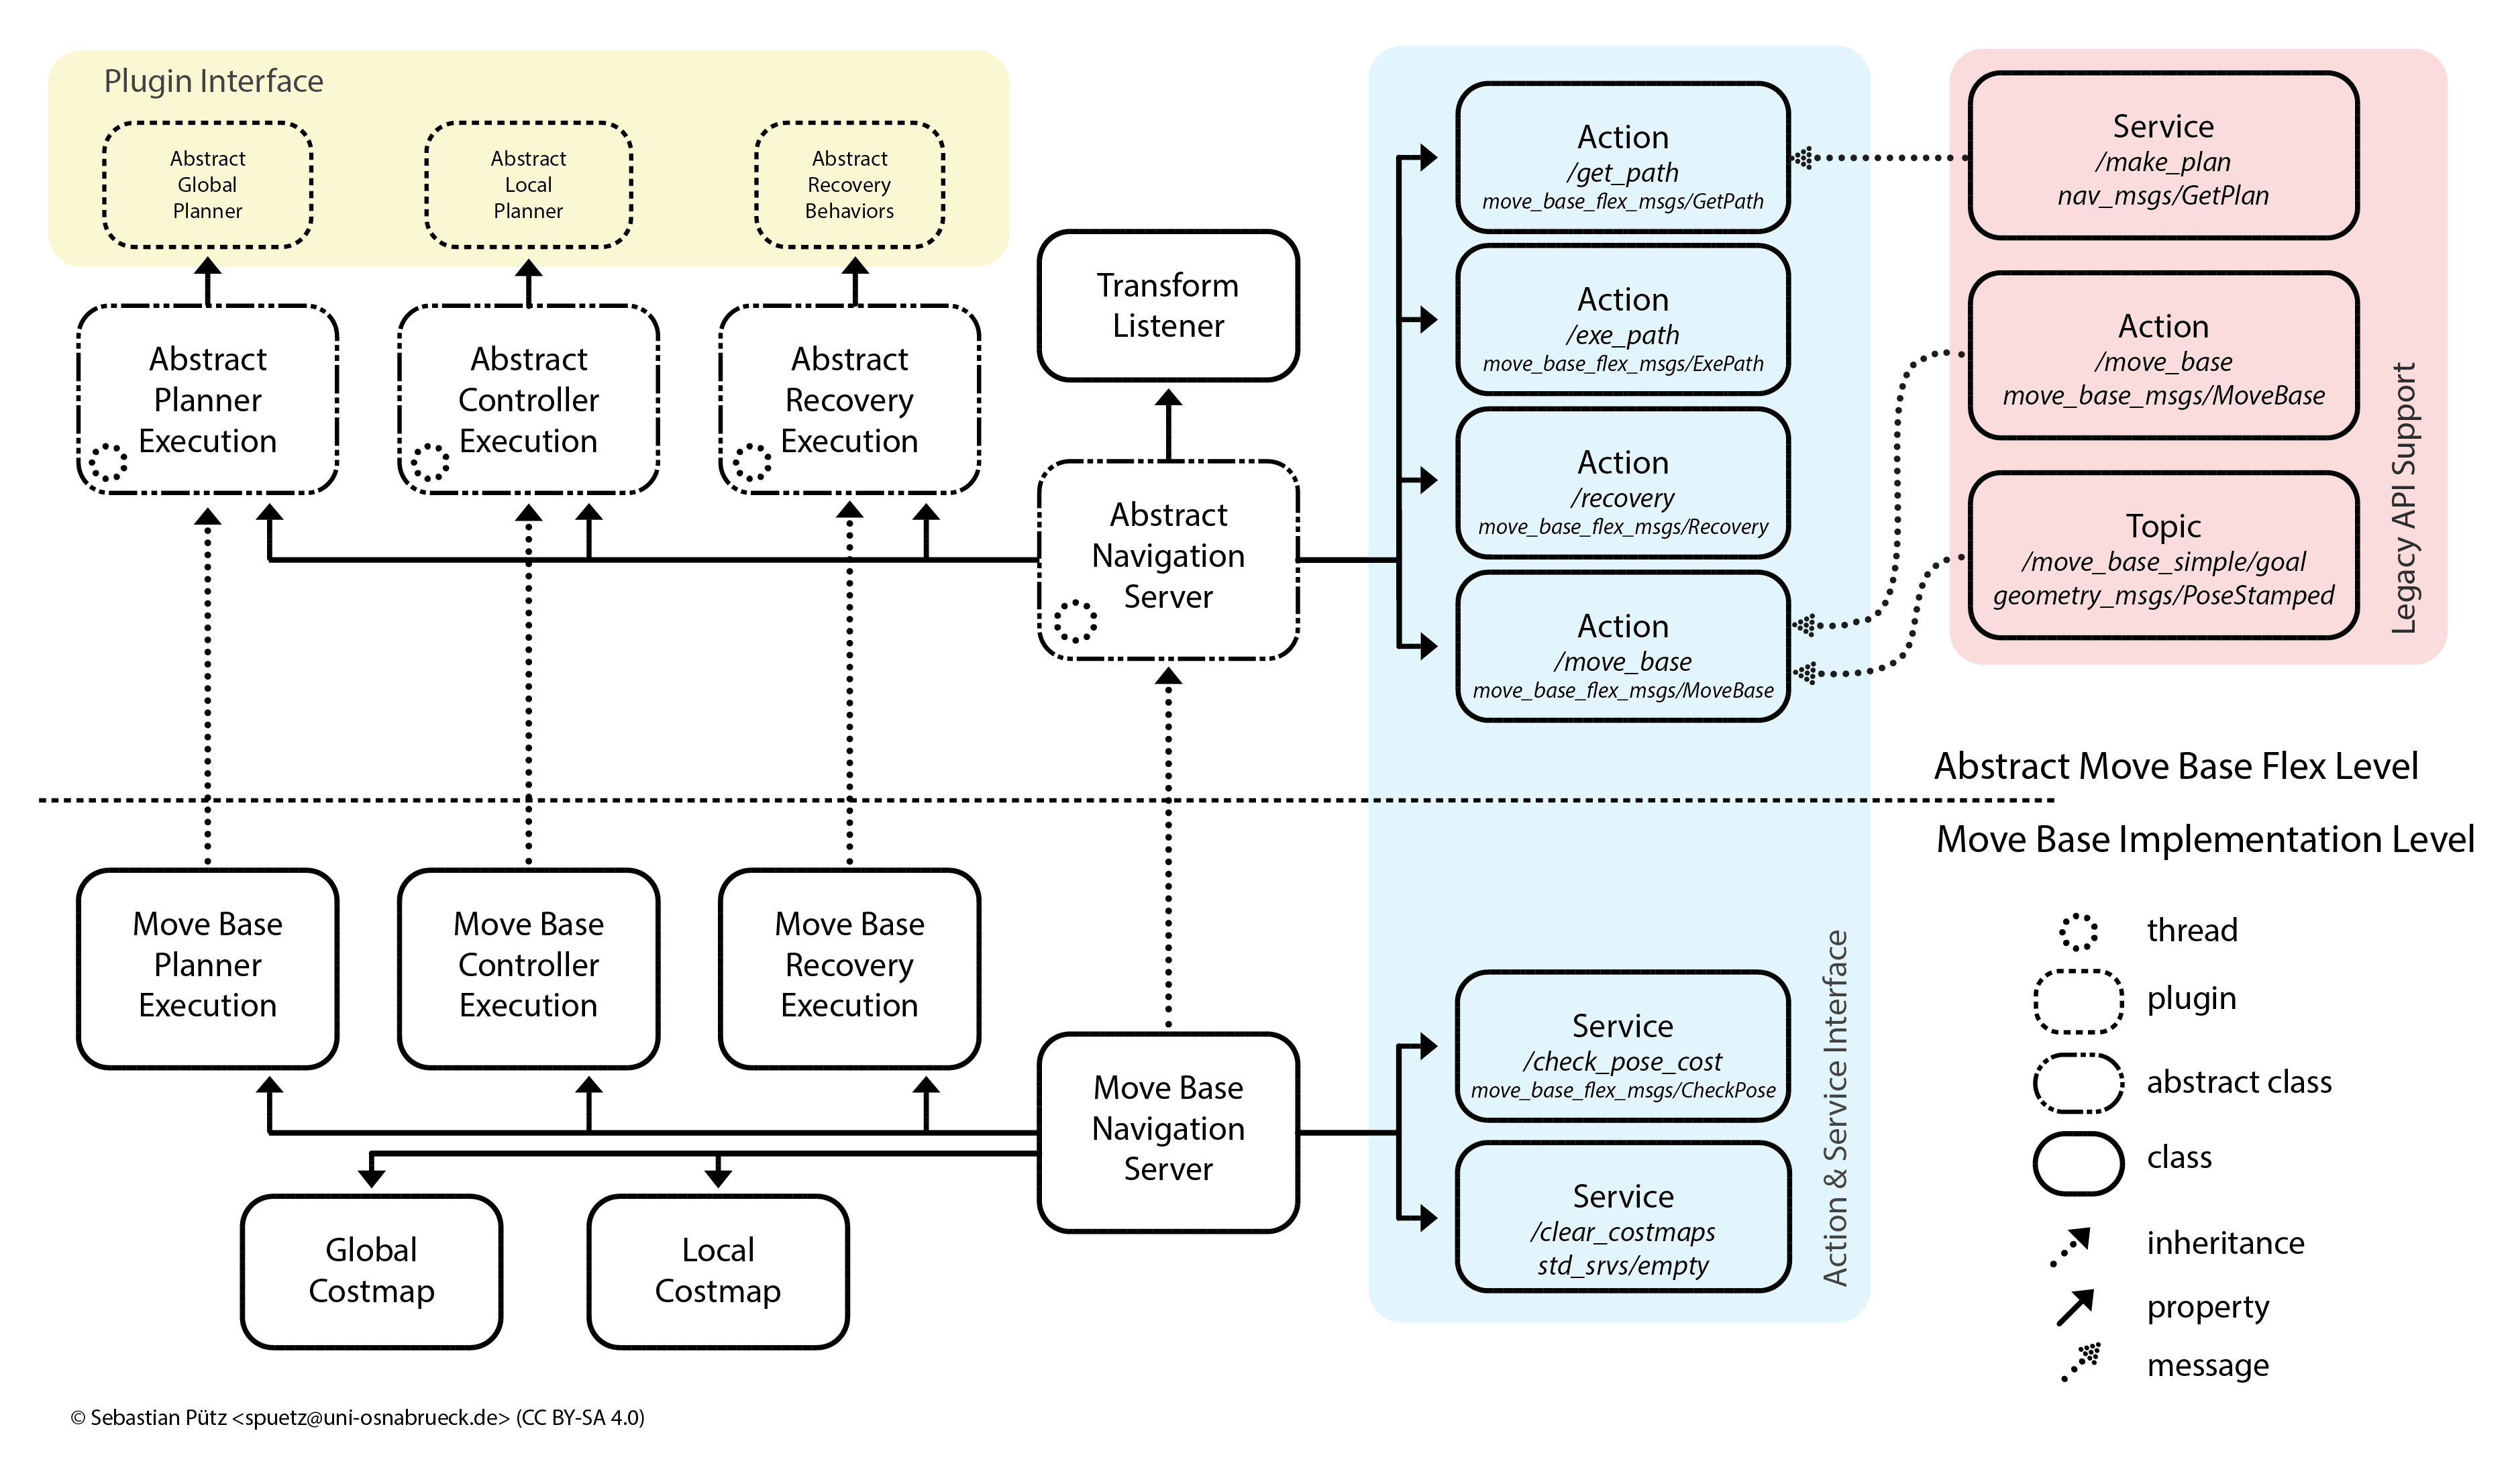 Plugin Interface
Abstract
Global
Planner
Abstract
Local
Planner
Abstract
Recovery
Behaviors
Abstract
Planner
Execution
Abstract
Controller
Execution
Abstract
Recovery
Execution
Transform
Listener
Abstract
Navigation
Server
Action
/get_path
move_base_flex_msgs/GetPath
Action
/exe_path
move_base_flex_msgs/ExePath
Action
/recovery
move_base_flex_msgs/Recovery
Action
/move_base
move_base_flex_msgs/MoveBase
Service
/make_plan
nav_msgs/GetPlan
Action
/move_base
move_base_msgs/MoveBase
Topic
/move_base_simple/goal
geometry_msgs/PoseStamped
Legacy API Support
Abstract Move Base Flex Level
Move Base Implementation Level
Move Base
Planner
Execution
Move Base
Controller
Execution
Move Base
Recovery
Execution
Move Base
Navigation
Server
Global
Costmap
Local
Costmap
Service
/check_pose_cost
move_base_flex_msgs/CheckPose
Service
/clear_costmaps
std_srvs/empty
Action & Service Interface
thread
plugin
abstract class
class
inheritance
property
message
© Sebastian Pütz <spuetz@uni-osnabrueck.de> (CC BY-SA 4.0)